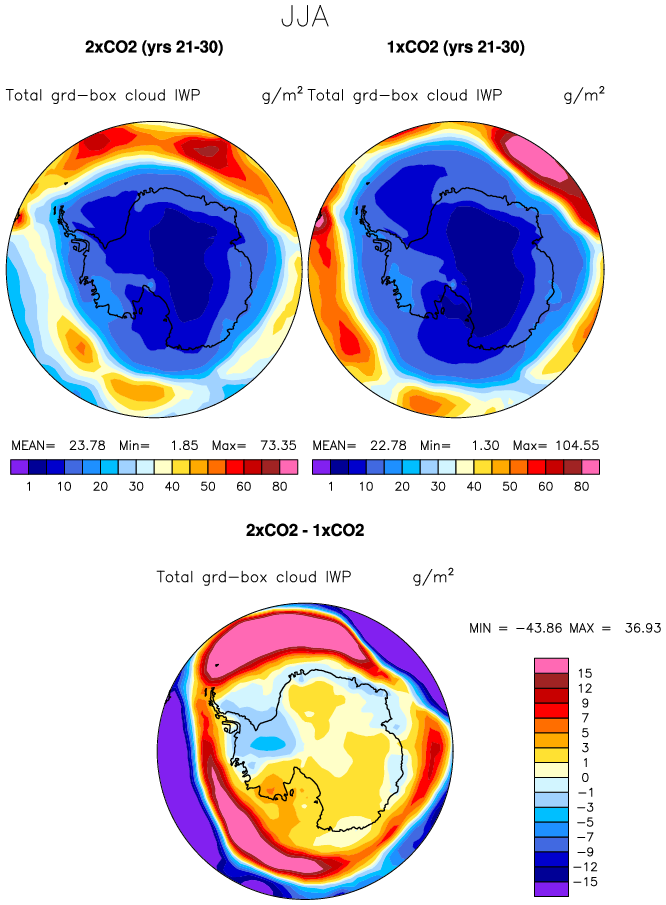 JJA
2xCO2 (yrs 21-30) 1xCO2 (yrs 21-30)
Total grd-box cloud IWP g/m² Total grd-box cloud IWP g/m²
MEAN= 23.78 Min= 1.85 Max= 73.35 MEAN= 22.78 Min= 1.30 Max= 104.55
1 10 20 30 40 50 60 80 1 10 20 30 40 50 60 80
2xCO2 - 1xCO2
Total grd-box cloud IWP g/m²
MIN = -43.86 MAX = 36.93
15
12
9
7
5
3
1
0
-1
-3
-5
-7
-9
-12
-15